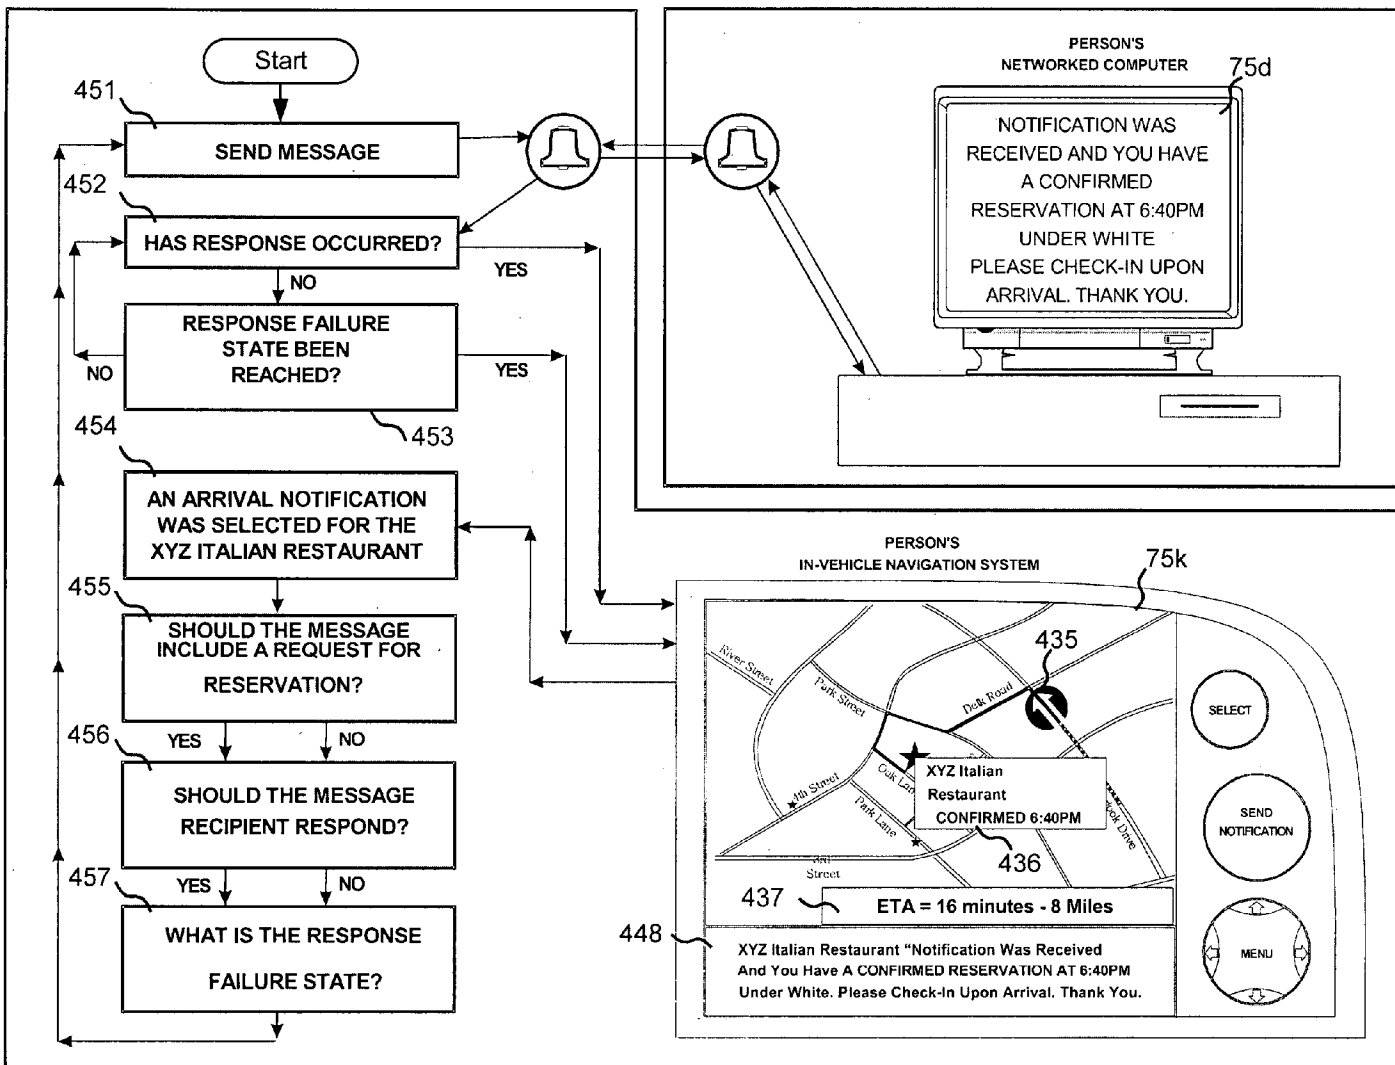 Start
451
SEND MESSAGE
452
HAS RESPONSE OCCURRED?
YES
NO
RESPONSE FAILURE
STATE BEEN
REACHED?
NO
YES
453
454
AN ARRIVAL NOTIFICATION
WAS SELECTED FOR THE
XYZ ITALIAN RESTAURANT
455
SHOULD THE MESSAGE
INCLUDE A REQUEST FOR
RESERVATION?
YES
NO
456
SHOULD THE MESSAGE
RECIPIENT RESPOND?
YES
NO
457
WHAT IS THE RESPONSE
FAILURE STATE?
PERSON'S
NETWORKED COMPUTER
75d
NOTIFICATION WAS
RECEIVED AND YOU HAVE
A CONFIRMED
RESERVATION AT 6:40PM
UNDER WHITE
PLEASE CHECK-IN UPON
ARRIVAL. THANK YOU.
PERSON'S
IN-VEHICLE NAVIGATION SYSTEM
75k
435
River Street
Park Street
Delk Road
XYZ Italian
Restaurant
CONFIRMED 6:40PM
Oak
4th Street
Park Lane
Drive
436
Street
437
ETA = 16 minutes - 8 Miles
448
XYZ Italian Restaurant “Notification Was Received
And You Have A CONFIRMED RESERVATION AT 6:40PM
Under White. Please Check-In Upon Arrival. Thank You.
SELECT
SEND
NOTIFICATION
MENU